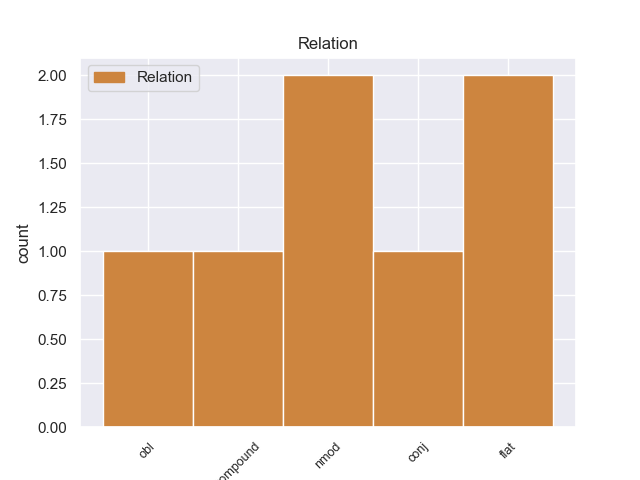 Relation
Relation
2.00
1.75
1.50
1.25
1.00
0.75
0.50
0.25
0.00
count
obl
ompound
nmod
conj
flat